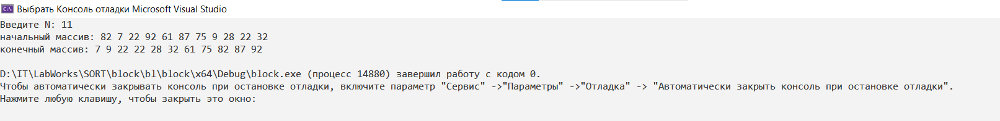 Выбрать Консоль отладки Microsoft Visual Studio
Введите N: 11
начальный массив: 82 7 22 92 61 87 75 9 28 22 32
конечный массив: 7 9 22 22 28 32 61 75 82 87 92
D:\IT\LabWorks\SORT\block\bl\block\x64\Debug\block.exe (процесс 14880) завершил работу с кодом 0.
Чтобы автоматически закрывать консоль при остановке отладки, включите параметр "Сервис" ->"Параметры" ->"Отладка" -> "Автоматически закрыть консоль при остановке отладки".
Нажмите любую клавишу, чтобы закрыть это окно: